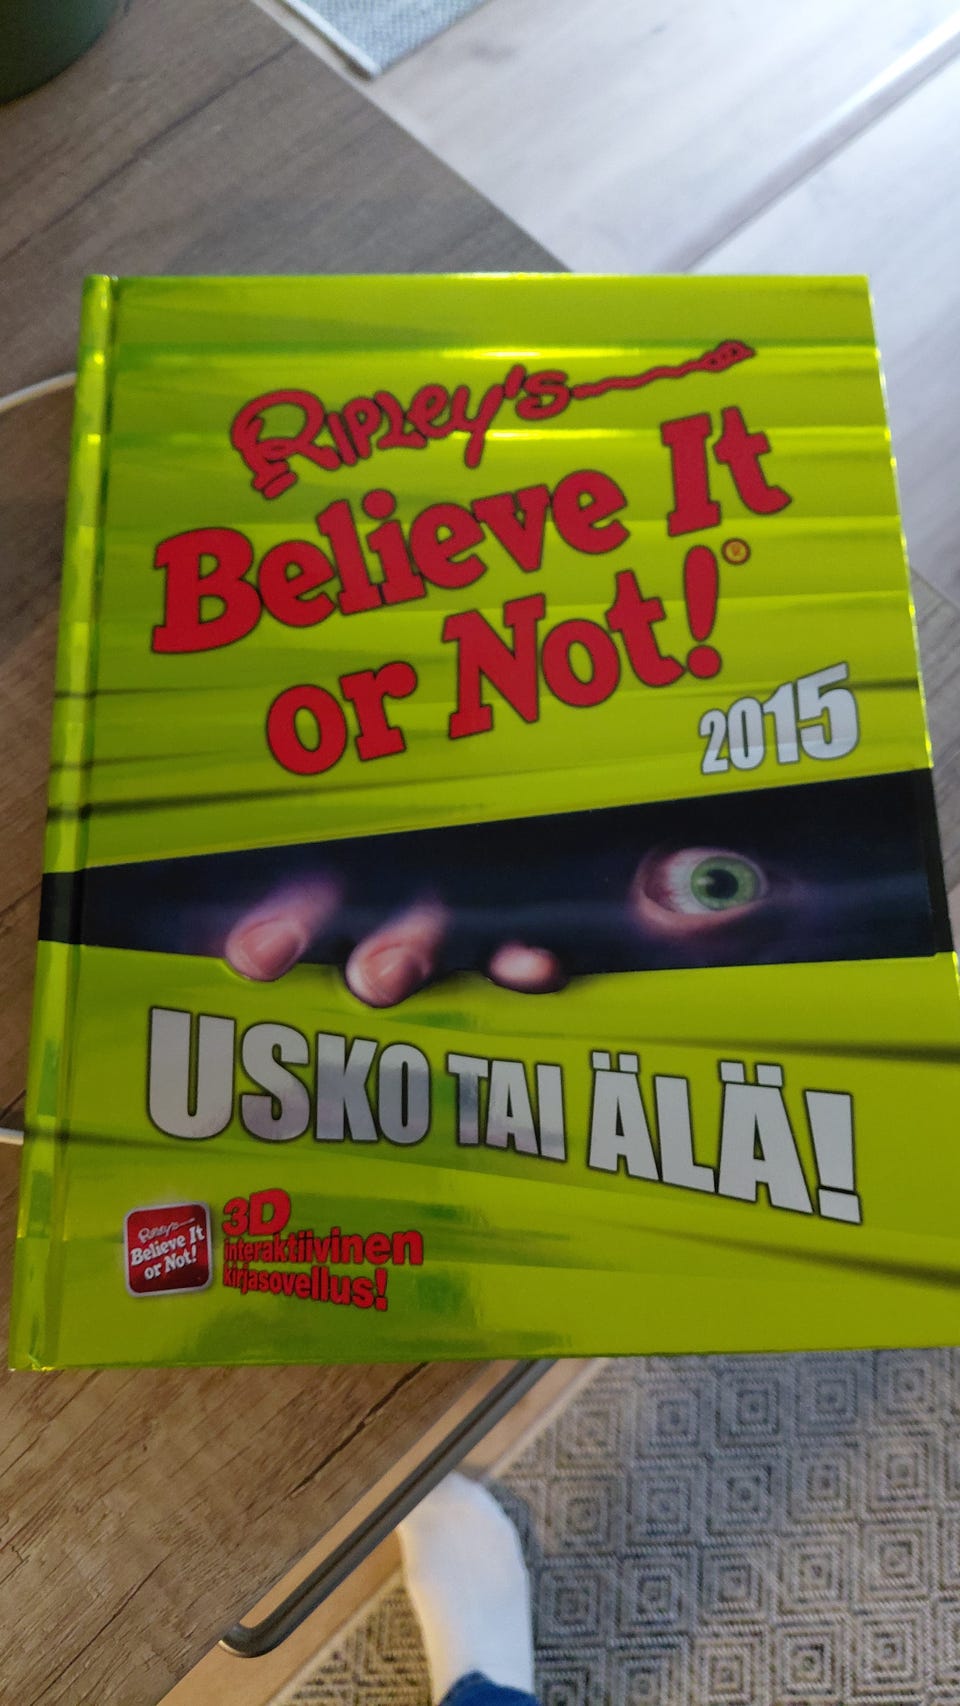 RIPLEY'S
Believe It
or Not!®
2015
USKO TAI ÄLÄ!
Ripley's
Believe It
or Not!
3D
interaktiivinen
kirjasovellus!